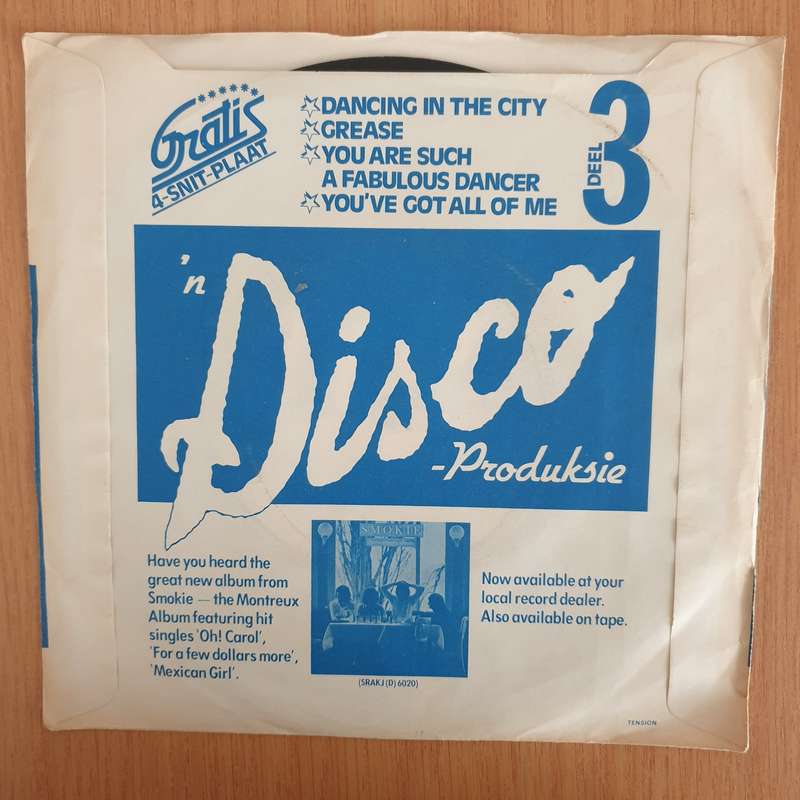 Gratis
4-SNIT-PLAAT
DANCING IN THE CITY
GREASE
YOU ARE SUCH
A FABULOUS DANCER
YOU'VE GOT ALL OF ME
DEEL 3
'n
Disco
-Produksie
Have you heard the
great new album from
Smokie — the Montreux
Album featuring hit
singles 'Oh! Carol',
'For a few dollars more',
'Mexican Girl'.
SMOKIE
(SRAKJ (D) 6020)
Now available at your
local record dealer.
Also available on tape.
TENSION